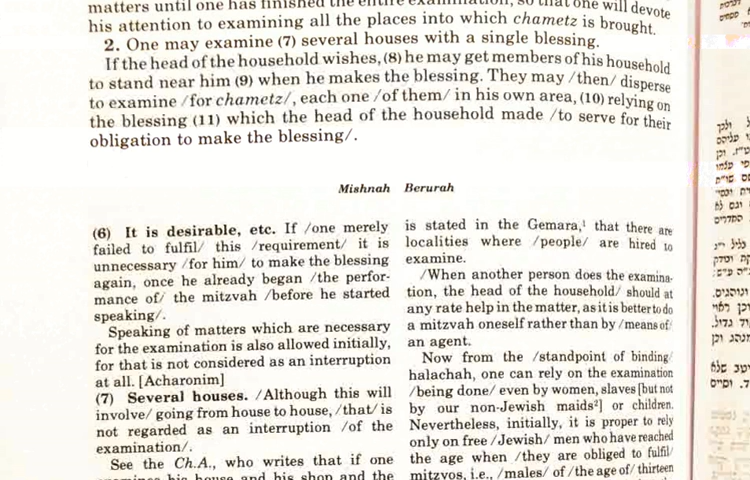 matters until one has finished the entire examination, so that one will devote
his attention to examining all the places into which chametz is brought.
2. One may examine (7) several houses with a single blessing.
If the head of the household wishes, (8) he may get members of his household
to stand near him (9) when he makes the blessing. They may /then/ disperse
to examine /for chametz/, each one /of them/ in his own area, (10) relying on
the blessing (11) which the head of the household made /to serve for their
obligation to make the blessing/.
Mishnah Berurah
(6) It is desirable, etc. If /one merely
failed to fulfil/ this /requirement/ it is
unnecessary /for him/ to make the blessing
again, once he already began /the perfor-
mance of/ the mitzvah /before he started
speaking/.
Speaking of matters which are necessary
for the examination is also allowed initially,
for that is not considered as an interruption
at all. [Acharonim]
(7) Several houses. /Although this will
involve/ going from house to house, /that/ is
not regarded as an interruption /of the
examination/.
See the Ch.A., who writes that if one
examines his house and his shop and the
is stated in the Gemara,¹ that there are
localities where /people/ are hired to
examine.
/When another person does the examina-
tion, the head of the household/ should at
any rate help in the matter, as it is better to do
a mitzvah oneself rather than by /means of/
an agent.
Now from the /standpoint of binding/
halachah, one can rely on the examination
/being done/ even by women, slaves [but not
by our non-Jewish maids²] or children.
Nevertheless, initially, it is proper to rely
only on free /Jewish/ men who have reached
the age when /they are obliged to fulfil/
mitzvos, i.e., /males/ of /the age of/ thirteen